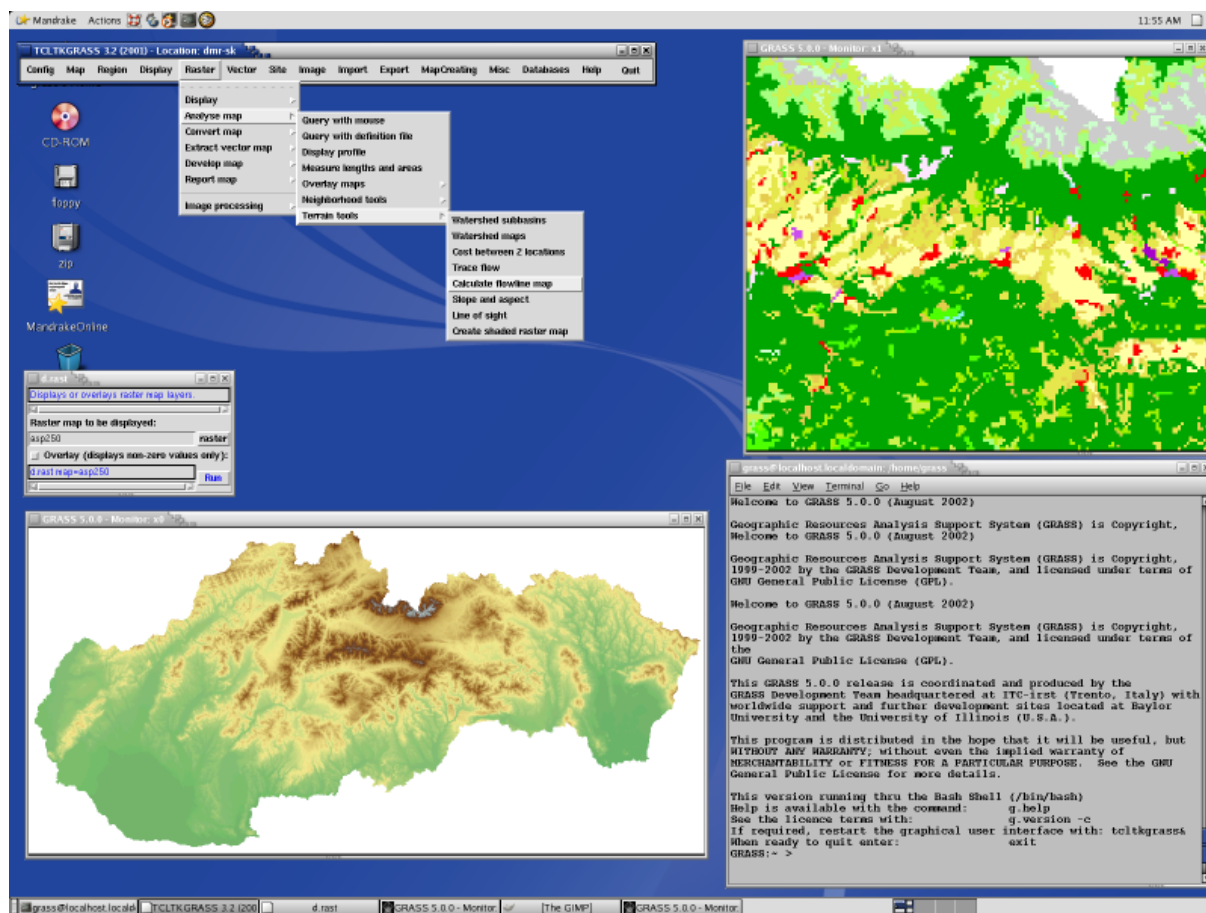 Mandrake Actions
11:55 AM
TCLTKGRASS 3.2 (2001) - Location: dmr-sk
Config Map Region Display Raster Vector Site Image Import Export MapCreating Misc Databases Help Quit
CD-ROM
floppy
zip
MandrakeOnline
Display
Analyse map
Convert map
Extract vector map
Develop map
Report map
Image processing
Query with mouse
Query with definition file
Display profile
Measure lengths and areas
Overlay maps
Neighborhood tools
Terrain tools
Watershed subbasins
Watershed maps
Cost between 2 locations
Trace flow
Calculate flowline map
Slope and aspect
Line of sight
Create shaded raster map
GRASS 5.0.0 - Monitor: x1
d.rast
Displays or overlays raster map layers.
Raster map to be displayed:
asp250 raster
Overlay (displays non-zero values only):
d.rast map=asp250 Run
GRASS 5.0.0 - Monitor: x0
grass@localhost.localdomain: /home/grass
File Edit View Terminal Go Help
Welcome to GRASS 5.0.0 (August 2002)
Geographic Resources Analysis Support System (GRASS) is Copyright,
Welcome to GRASS 5.0.0 (August 2002)
Geographic Resources Analysis Support System (GRASS) is Copyright,
1999-2002 by the GRASS Development Team, and licensed under terms of
GNU General Public License (GPL).
Welcome to GRASS 5.0.0 (August 2002)
Geographic Resources Analysis Support System (GRASS) is Copyright,
1999-2002 by the GRASS Development Team, and licensed under terms of
the
GNU General Public License (GPL).
This GRASS 5.0.0 release is coordinated and produced by the
GRASS Development Team headquartered at ITC-irst (Trento, Italy) with
worldwide support and further development sites located at Baylor
University and the University of Illinois (U.S.A.).
This program is distributed in the hope that it will be useful, but
WITHOUT ANY WARRANTY; without even the implied warranty of
MERCHANTABILITY or FITNESS FOR A PARTICULAR PURPOSE. See the GNU
General Public License for more details.
This version running thru the Bash Shell (/bin/bash)
Help is available with the command: g.help
See the licence terms with: g.version -c
If required, restart the graphical user interface with: tcltkgrass&
When ready to quit enter: exit
GRASS:~ >
grass@localhost.locald TCLTKGRASS 3.2 (200 d.rast GRASS 5.0.0 - Monitor: [The GIMP] GRASS 5.0.0 - Monitor: